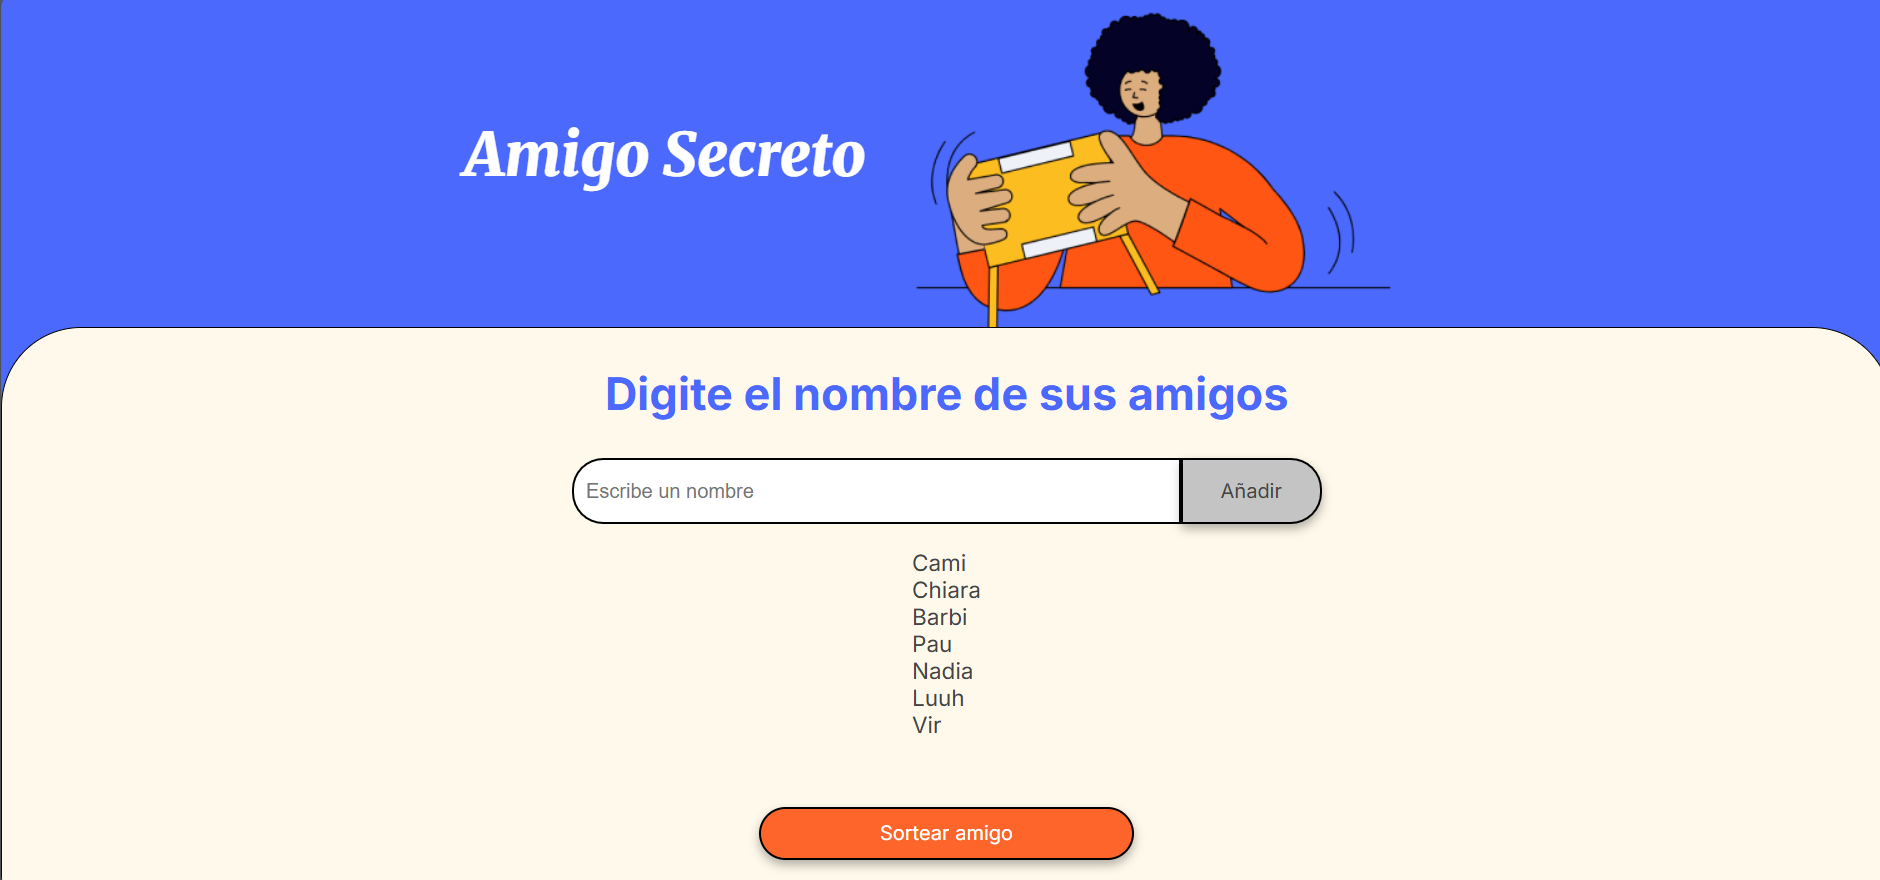 Amigo Secreto
Digite el nombre de sus amigos
Escribe un nombre
Añadir
Cami
Chiara
Barbi
Pau
Nadia
Luuh
Vir
Sortear amigo